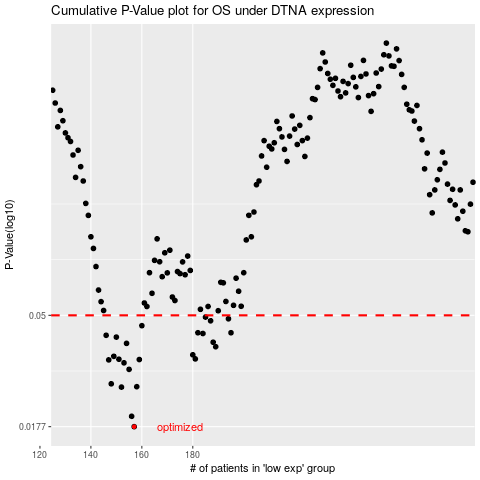 Cumulative P-Value plot for OS under DTNA expression
P-Value(log10)
0.05
0.0177
optimized
120 140 160 180
# of patients in 'low exp' group